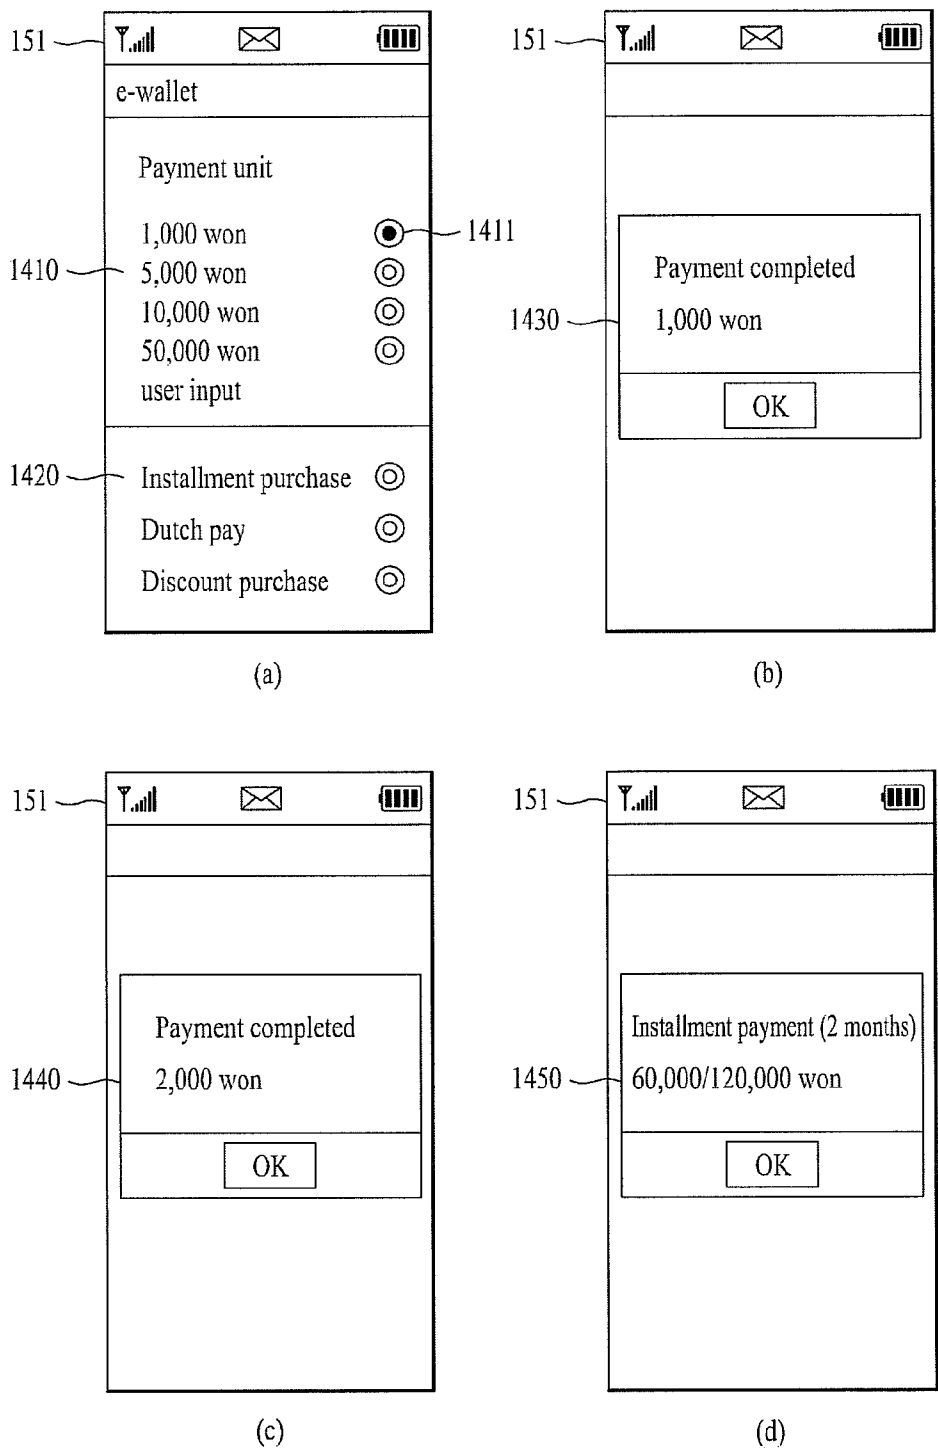 151
e-wallet
Payment unit
1,000 won
1411
1410
5,000 won
10,000 won
50,000 won
user input
1420
Installment purchase
Dutch pay
Discount purchase
(a)
151
Payment completed
1430
1,000 won
OK
(b)
151
Payment completed
1440
2,000 won
OK
(c)
151
Installment payment (2 months)
1450
60,000/120,000 won
OK
(d)